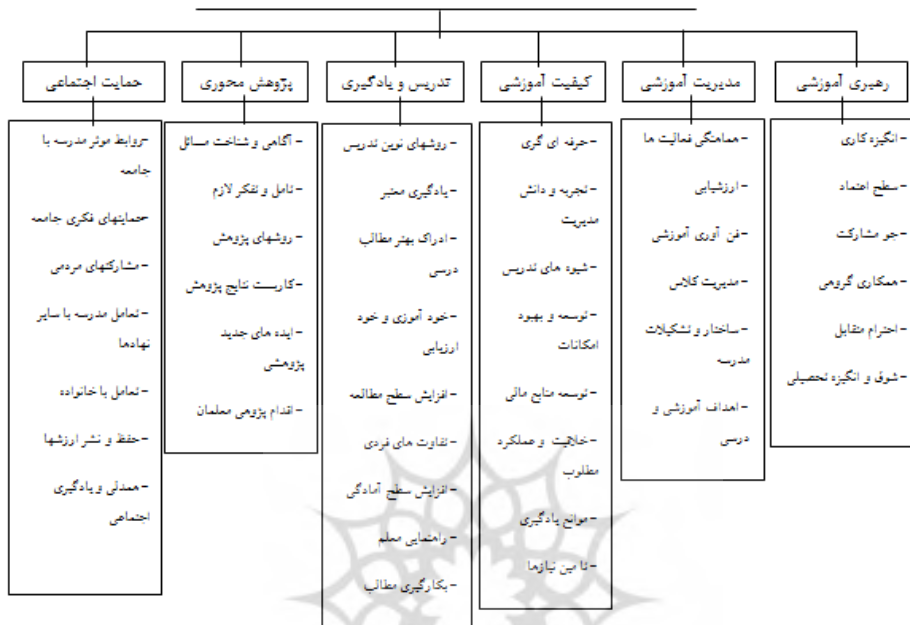 رهبری آموزشی
مدیریت آموزشی
کیفیت آموزشی
تدریس و یادگیری
پژوهش محوری
حمایت اجتماعی
-انگیزه کاری
-سطح اعتماد
-جو مشارکت
-همکاری گروهی
-احترام متقابل
-شوق و انگیزه تحصیلی
-هماهنگی فعالیت ها
-ارزشیابی
-فن آوری آموزشی
-مدیریت کلاس
-ساختار و تشکیلات
مدرسه
-اهداف آموزشی و
درسی
-حرفه ای گری
-تجربه و دانش
مدیریت
-شیوه های تدریس
-توسعه و بهبود
امکانات
-توسعه منابع مالی
-خلاقیت و عملکرد
مطلوب
-موانع یادگیری
-تا مین نیازها
-روشهای نوین تدریس
-یادگیری معتبر
-ادراک بهتر مطالب
درسی
-خود آموزی و خود
ارزیابی
-افزایش سطح مطالعه
-تفاوت های فردی
-افزایش سطح آمادگی
-راهنمایی معلم
-بکارگیری مطالب
-آگاهی و شناخت مسائل
-تامل و تفکر لازم
-روشهای پژوهش
-کاربست نتایج پژوهش
-ایده های جدید
پژوهشی
-اقدام پژوهی معلمان
-روابط موثر مدرسه با
جامعه
-حمایتهای فکری جامعه
-مشارکتهای مردمی
-تعامل مدرسه با سایر
نهادها
-تعامل با خانواده
-حفظ و نشر ارزشها
-همدلی و یادگیری
اجتماعی